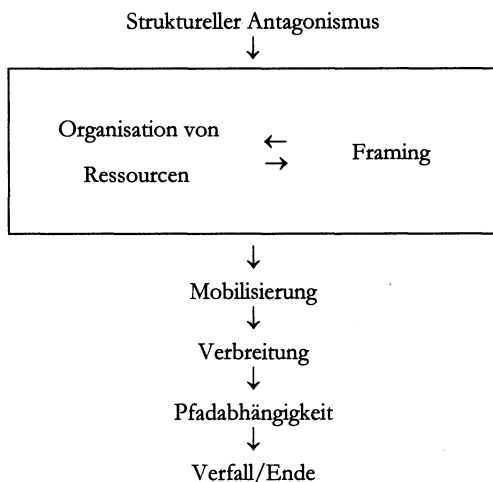 Struktureller Antagonismus
↓
Organisation von
Ressourcen
←
→
Framing
↓
Mobilisierung
↓
Verbreitung
↓
Pfadabhängigkeit
↓
Verfall/Ende